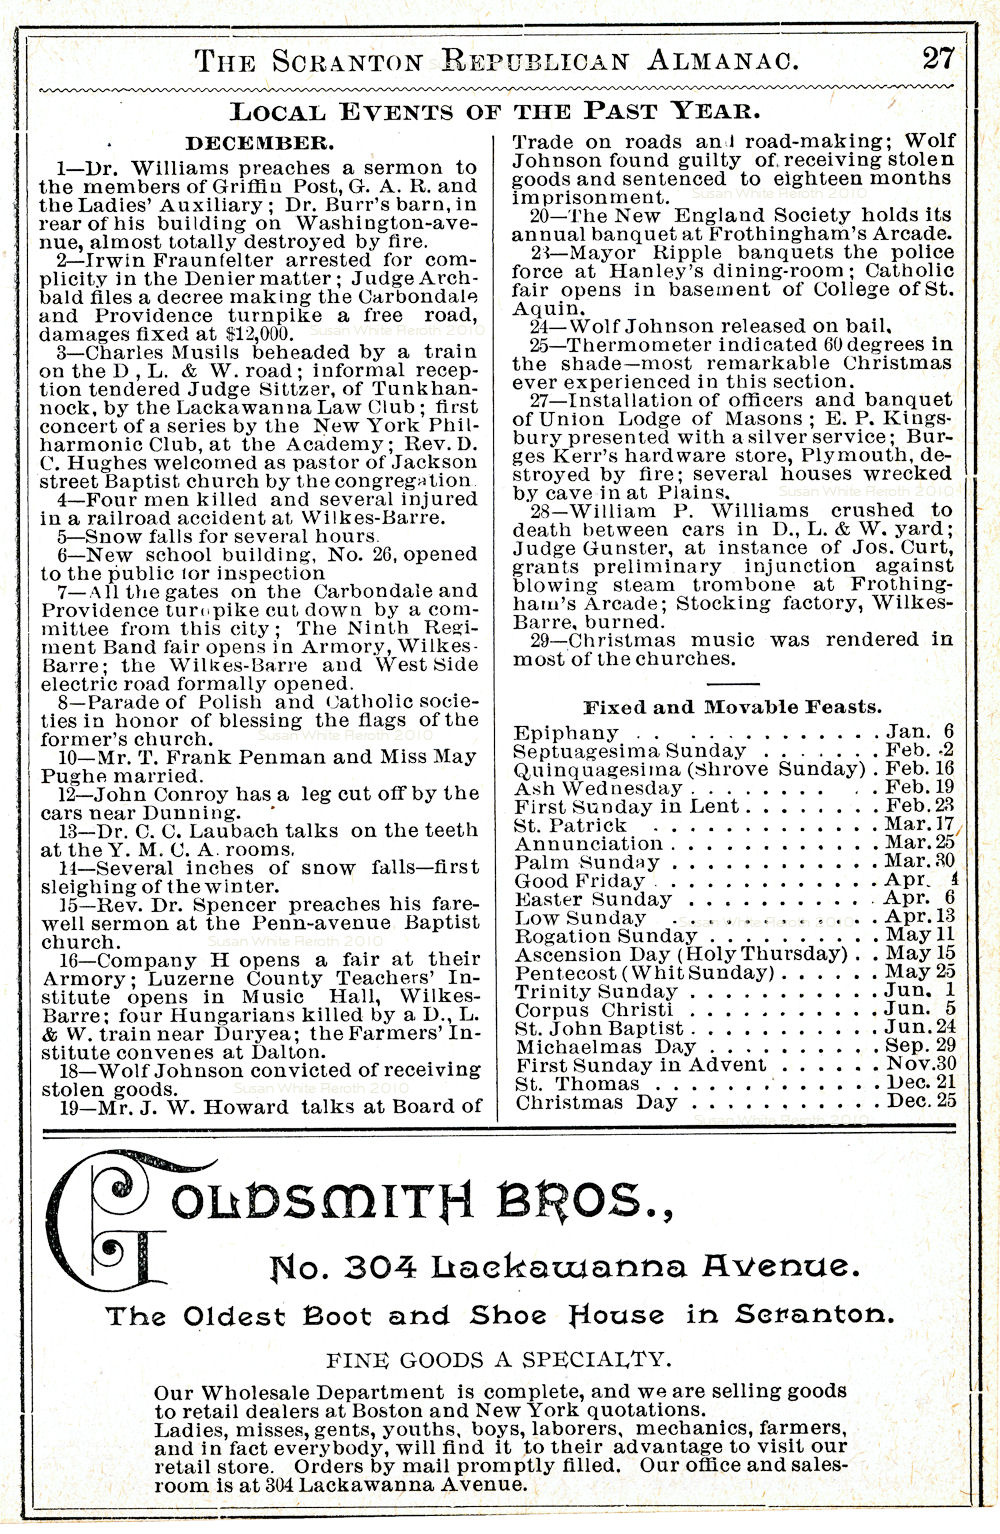 THE SCRANTON REPUBLICAN ALMANAC. 27
LOCAL EVENTS OF THE PAST YEAR.
DECEMBER.
1—Dr. Williams preaches a sermon to
the members of Griffin Post, G. A. R. and
the Ladies' Auxiliary; Dr. Burr's barn, in
rear of his building on Washington-ave-
nue, almost totally destroyed by fire.
2—Irwin Fraunfelter arrested for com-
plicity in the Denier matter; Judge Arch-
bald files a decree making the Carbondale
and Providence turnpike a free road,
damages fixed at $12,000.
3—Charles Musils beheaded by a train
on the D, L. & W. road; informal recep-
tion tendered Judge Sittzer, of Tunkhan-
nock, by the Lackawanna Law Club; first
concert of a series by the New York Phil-
harmonic Club, at the Academy; Rev. D.
C. Hughes welcomed as pastor of Jackson
street Baptist church by the congregation.
4—Four men killed and several injured
in a railroad accident at Wilkes-Barre.
5—Snow falls for several hours.
6—New school building, No. 26, opened
to the public for inspection
7—All the gates on the Carbondale and
Providence turnpike cut down by a com-
mittee from this city; The Ninth Regi-
ment Band fair opens in Armory, Wilkes-
Barre; the Wilkes-Barre and West Side
electric road formally opened.
8—Parade of Polish and Catholic socie-
ties in honor of blessing the flags of the
former's church.
10—Mr. T. Frank Penman and Miss May
Pughe married.
12—John Conroy has a leg cut off by the
cars near Dunning.
13—Dr. C. C. Laubach talks on the teeth
at the Y. M. C. A. rooms.
14—Several inches of snow falls—first
sleighing of the winter.
15—Rev. Dr. Spencer preaches his fare-
well sermon at the Penn-avenue Baptist
church.
16—Company H opens a fair at their
Armory; Luzerne County Teachers' In-
stitute opens in Music Hall, Wilkes-
Barre; four Hungarians killed by a D., L.
& W. train near Duryea; the Farmers' In-
stitute convenes at Dalton.
18—Wolf Johnson convicted of receiving
stolen goods.
19—Mr. J. W. Howard talks at Board of
Trade on roads and road-making; Wolf
Johnson found guilty of receiving stolen
goods and sentenced to eighteen months
imprisonment.
20—The New England Society holds its
annual banquet at Frothingham's Arcade.
23—Mayor Ripple banquets the police
force at Hanley's dining-room; Catholic
fair opens in basement of College of St.
Aquin.
24—Wolf Johnson released on bail.
25—Thermometer indicated 60 degrees in
the shade—most remarkable Christmas
ever experienced in this section.
27—Installation of officers and banquet
of Union Lodge of Masons; E. P. Kings-
bury presented with a silver service; Bur-
ges Kerr's hardware store, Plymouth, de-
stroyed by fire; several houses wrecked
by cave in at Plains.
28—William P. Williams crushed to
death between cars in D., L. & W. yard;
Judge Gunster, at instance of Jos. Curt,
grants preliminary injunction against
blowing steam trombone at Frothing-
ham's Arcade; Stocking factory, Wilkes-
Barre, burned.
29—Christmas music was rendered in
most of the churches.
Fixed and Movable Feasts.
Epiphany . . . . . . . . . . . . . Jan. 6
Septuagesima Sunday . . . . . . . Feb. 2
Quinquagesima (Shrove Sunday) . Feb. 16
Ash Wednesday . . . . . . . . . . Feb. 19
First Sunday in Lent . . . . . . . . Feb. 23
St. Patrick . . . . . . . . . . . . Mar. 17
Annunciation . . . . . . . . . . . Mar. 25
Palm Sunday . . . . . . . . . . . Mar. 30
Good Friday . . . . . . . . . . . . Apr. 4
Easter Sunday . . . . . . . . . . . Apr. 6
Low Sunday . . . . . . . . . . . . Apr. 13
Rogation Sunday . . . . . . . . . May 11
Ascension Day (Holy Thursday) . . May 15
Pentecost (Whit Sunday) . . . . . . May 25
Trinity Sunday . . . . . . . . . . Jun. 1
Corpus Christi . . . . . . . . . . Jun. 5
St. John Baptist . . . . . . . . . . Jun. 24
Michaelmas Day . . . . . . . . . Sep. 29
First Sunday in Advent . . . . . . Nov. 30
St. Thomas . . . . . . . . . . . . Dec. 21
Christmas Day . . . . . . . . . . Dec. 25
GOLDSMITH BROS.,
No. 304 Lackawanna Avenue.
The Oldest Boot and Shoe House in Scranton.
FINE GOODS A SPECIALTY.
Our Wholesale Department is complete, and we are selling goods
to retail dealers at Boston and New York quotations.
Ladies, misses, gents, youths, boys, laborers, mechanics, farmers,
and in fact everybody, will find it to their advantage to visit our
retail store. Orders by mail promptly filled. Our office and sales-
room is at 304 Lackawanna Avenue.
Susan White Reroth 2010